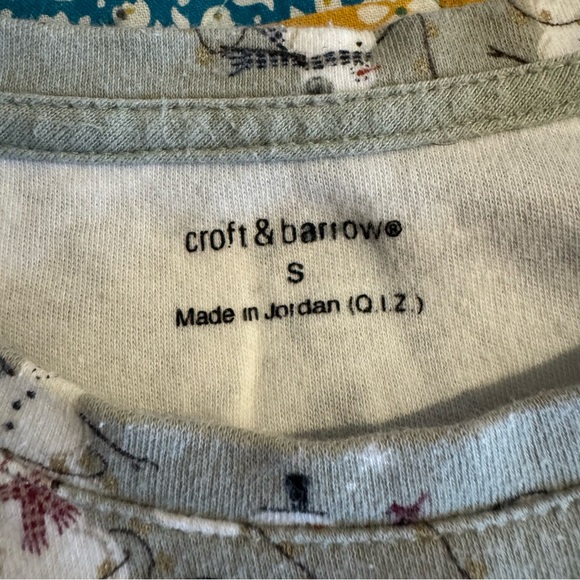 croft & barrow®
S
Made in Jordan (Q.I.Z.)